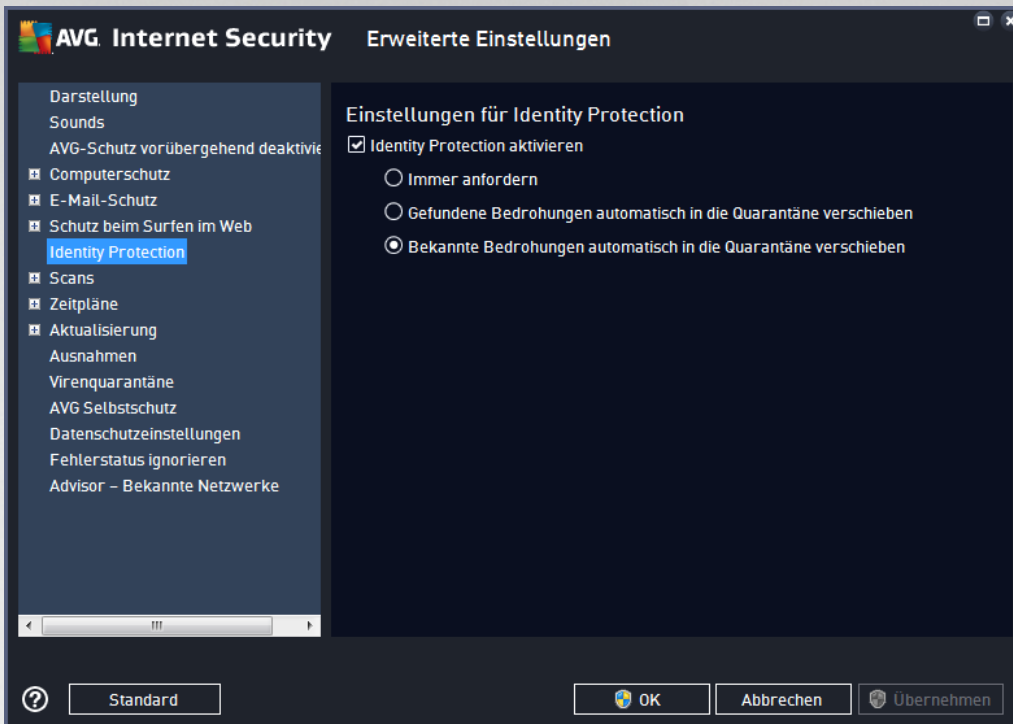 AVG Internet Security Erweiterte Einstellungen
Darstellung
Sounds
AVG-Schutz vorübergehend deaktivie
Computerschutz
E-Mail-Schutz
Schutz beim Surfen im Web
Identity Protection
Scans
Zeitpläne
Aktualisierung
Ausnahmen
Virenquarantäne
AVG Selbstschutz
Datenschutzeinstellungen
Fehlerstatus ignorieren
Advisor – Bekannte Netzwerke
Einstellungen für Identity Protection
Identity Protection aktivieren
Immer anfordern
Gefundene Bedrohungen automatisch in die Quarantäne verschieben
Bekannte Bedrohungen automatisch in die Quarantäne verschieben
? Standard OK Abbrechen Übernehmen